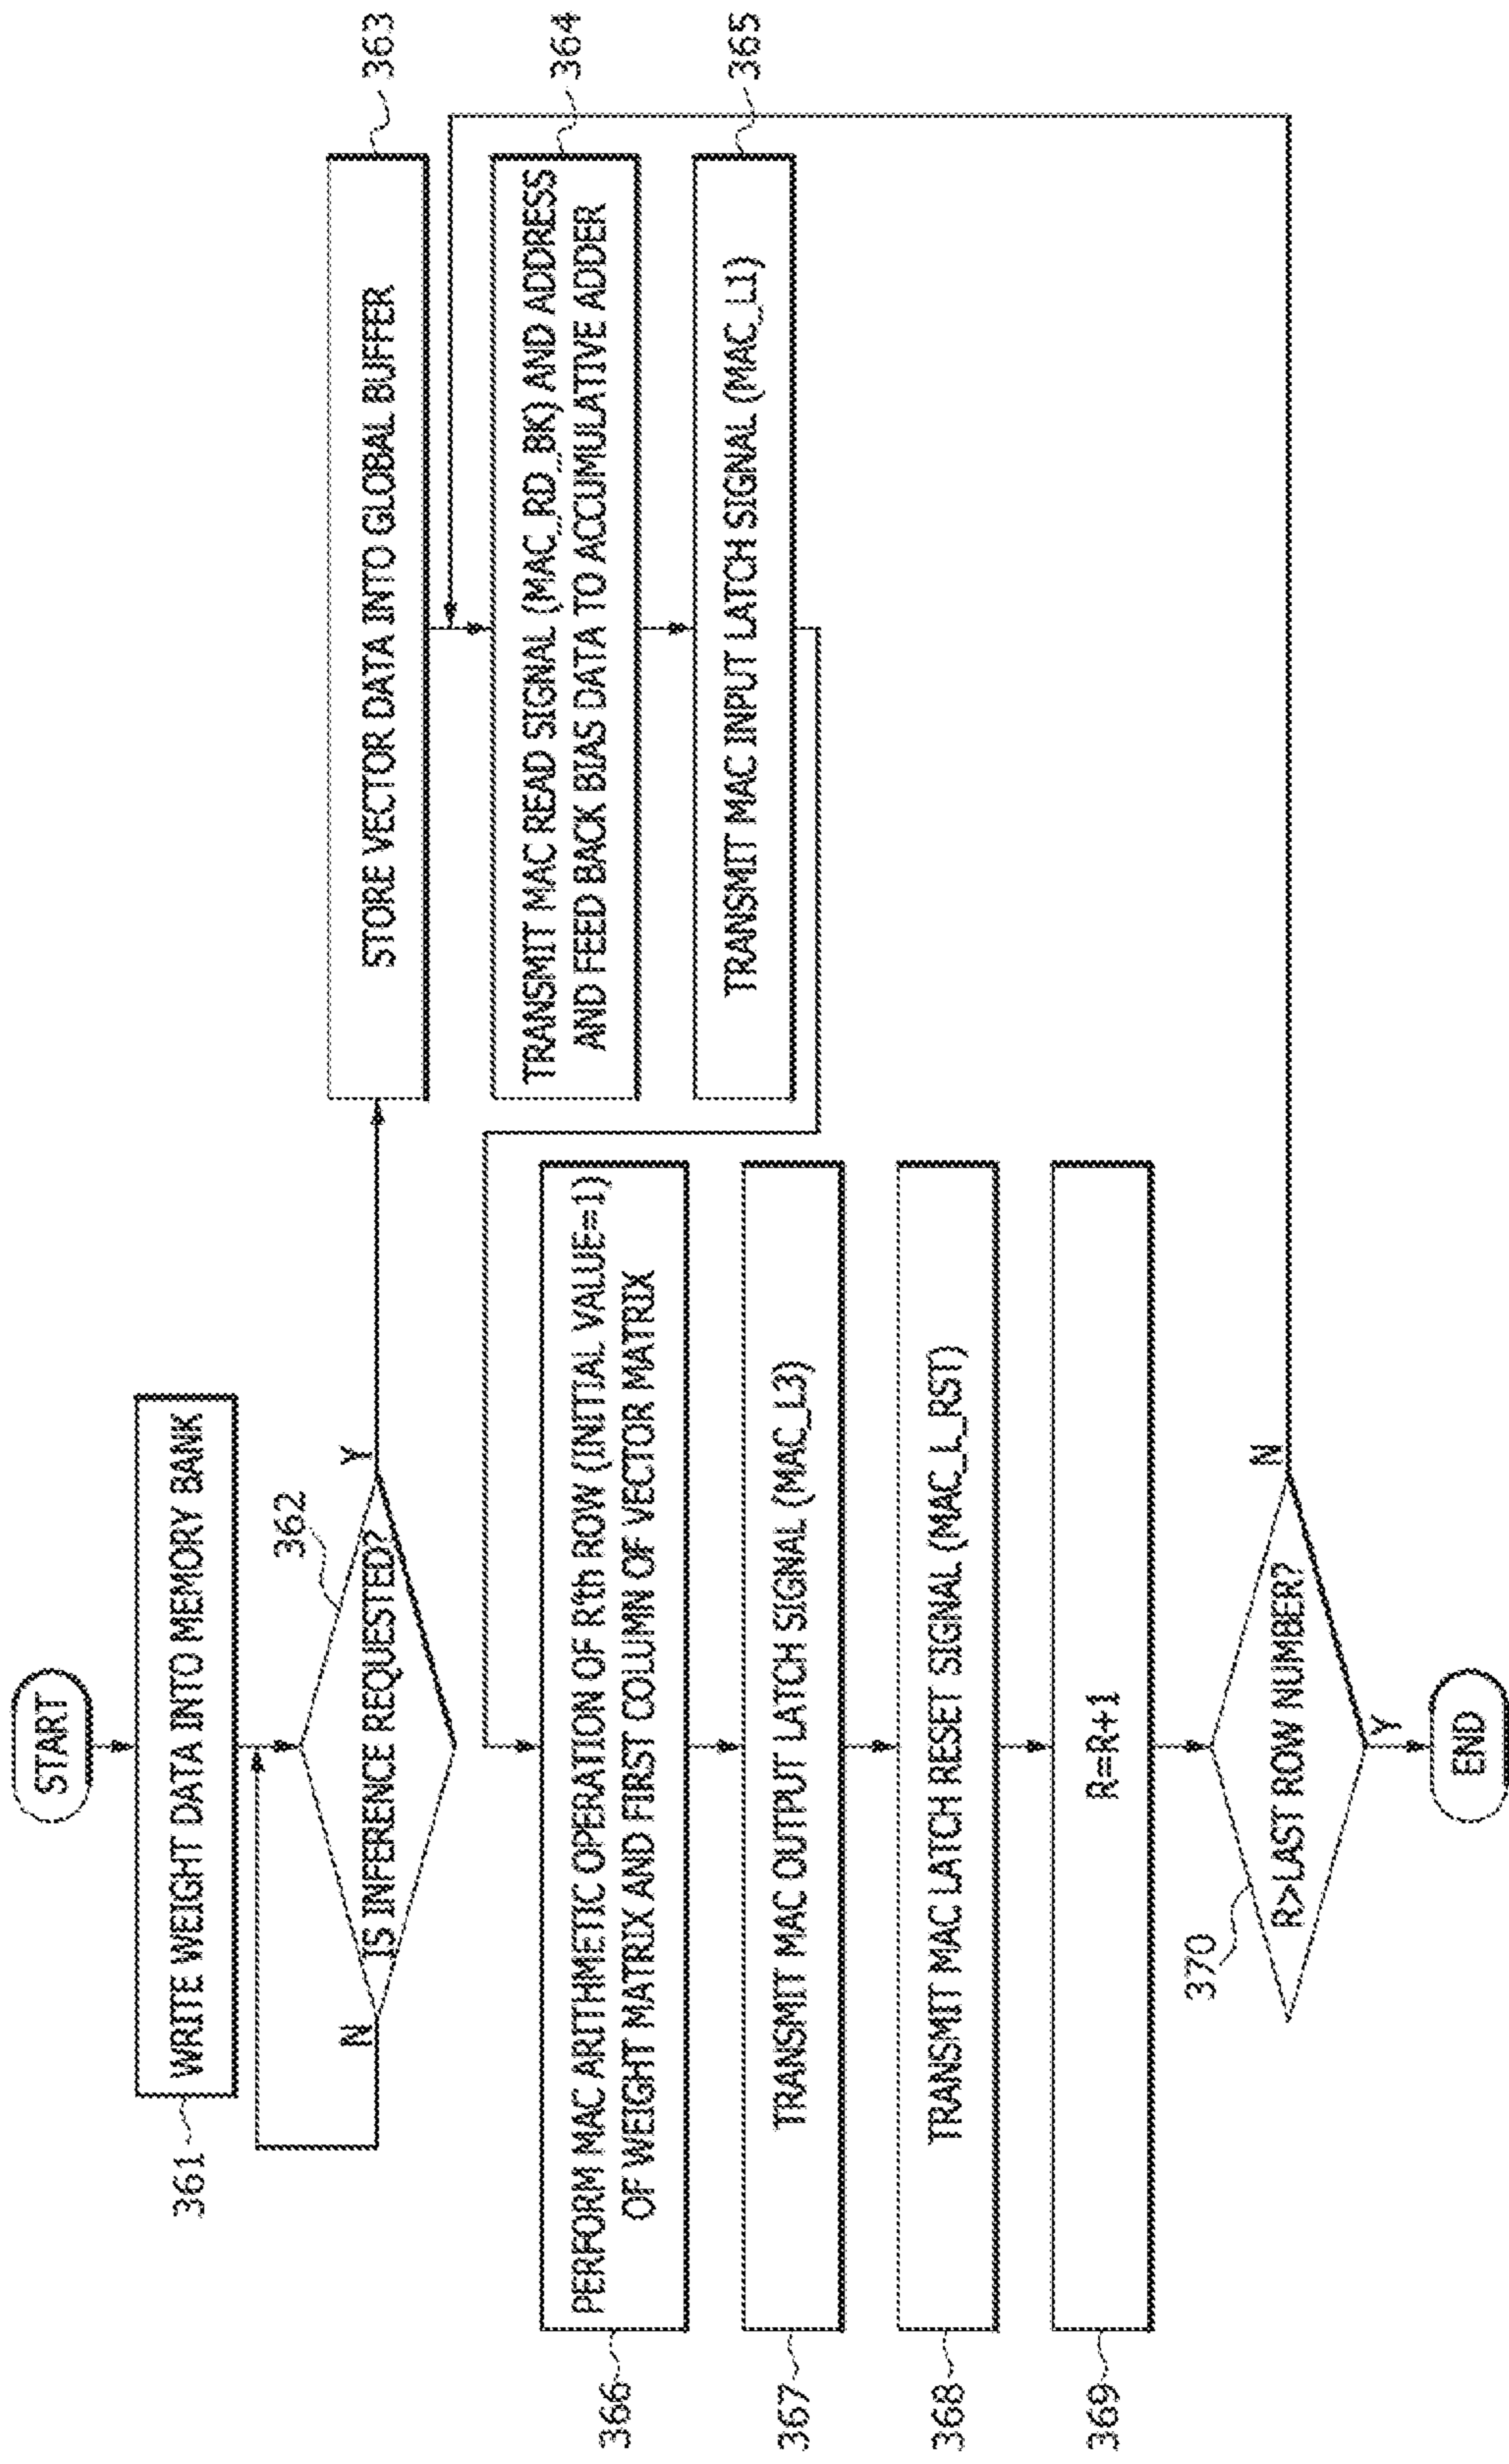 START
361
WRITE WEIGHT DATA INTO MEMORY BANK
362
IS INFERENCE REQUESTED?
N
Y
STORE VECTOR DATA INTO GLOBAL BUFFER
363
TRANSMIT MAC READ SIGNAL (MAC_RD_BK) AND ADDRESS
AND FEED BACK BIAS DATA TO ACCUMULATIVE ADDER
364
TRANSMIT MAC INPUT LATCH SIGNAL (MAC_L1)
365
366
PERFORM MAC ARITHMETIC OPERATION OF R'th ROW (INITIAL VALUE=1)
OF WEIGHT MATRIX AND FIRST COLUMN OF VECTOR MATRIX
367
TRANSMIT MAC OUTPUT LATCH SIGNAL (MAC_L3)
368
TRANSMIT MAC LATCH RESET SIGNAL (MAC_L_RST)
369
R=R+1
370
R>LAST ROW NUMBER?
N
Y
END